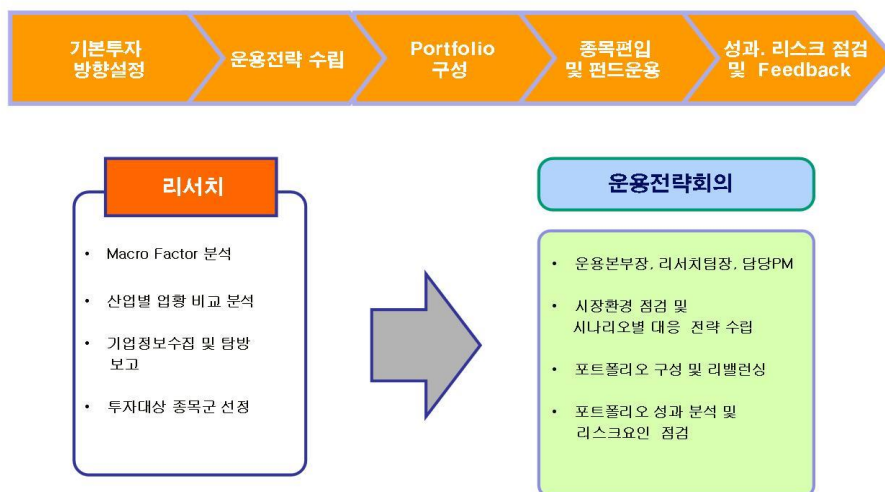 기본투자
방향설정
운용전략 수립
Portfolio
구성
종목편입
및 펀드운용
성과. 리스크 점검
및 Feedback
리서치
• Macro Factor 분석
• 산업별 업황 비교 분석
• 기업정보수집 및 탐방
보고
• 투자대상 종목군 선정
운용전략회의
• 운용본부장, 리서치팀장, 담당PM
• 시장환경 점검 및
시나리오별 대응 전략 수립
• 포트폴리오 구성 및 리밸런싱
• 포트폴리오 성과 분석 및
리스크요인 점검